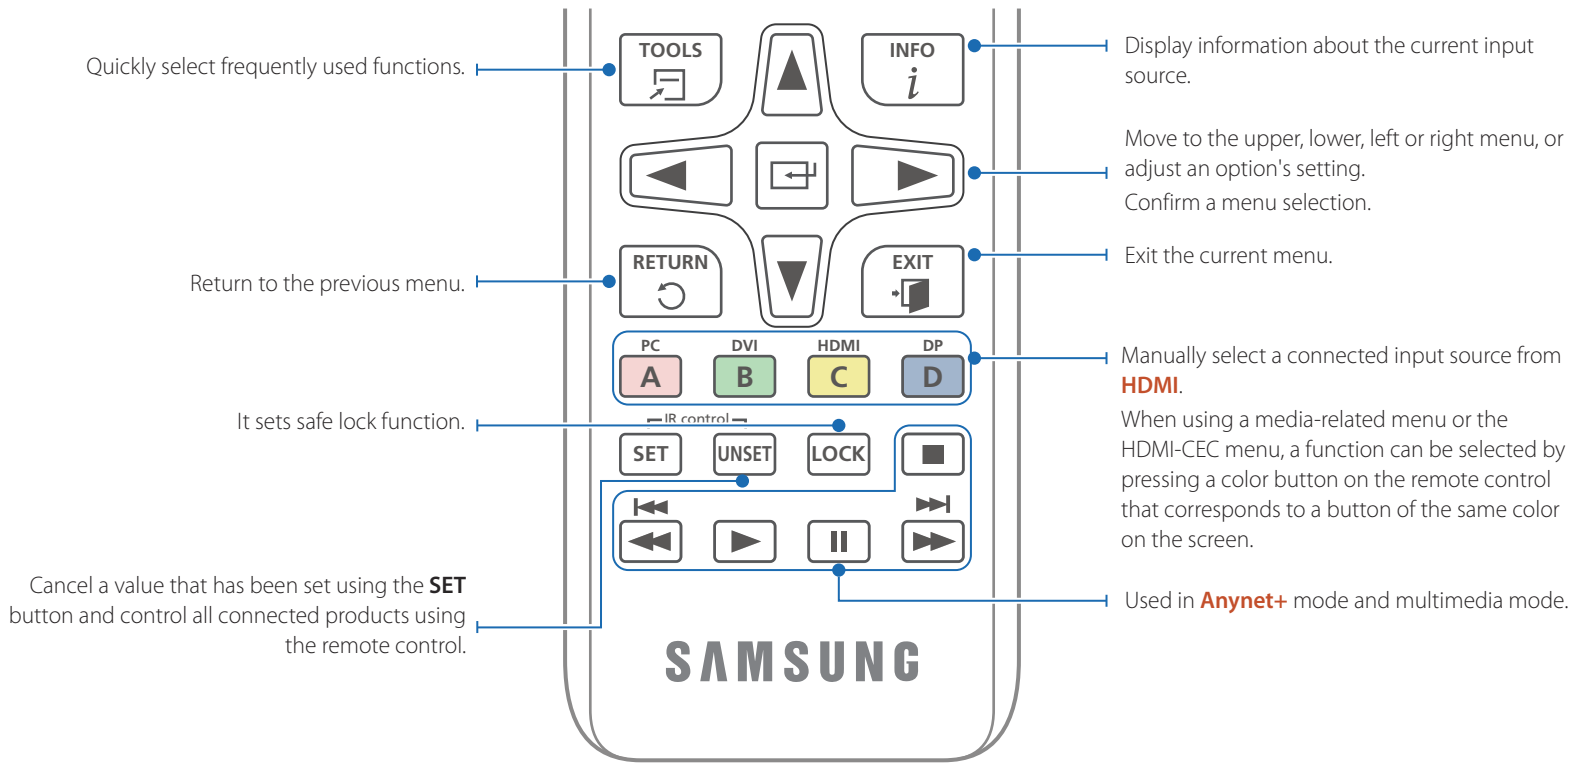 TOOLS
INFO
i
Quickly select frequently used functions.
Display information about the current input
source.
Move to the upper, lower, left or right menu, or
adjust an option's setting.
Confirm a menu selection.
RETURN
EXIT
Return to the previous menu.
Exit the current menu.
PC
DVI
HDMI
DP
A
B
C
D
Manually select a connected input source from
HDMI.
When using a media-related menu or the
HDMI-CEC menu, a function can be selected by
pressing a color button on the remote control
that corresponds to a button of the same color
on the screen.
It sets safe lock function.
IR control
SET
UNSET
LOCK
Cancel a value that has been set using the SET
button and control all connected products using
the remote control.
Used in Anynet+ mode and multimedia mode.
SAMSUNG